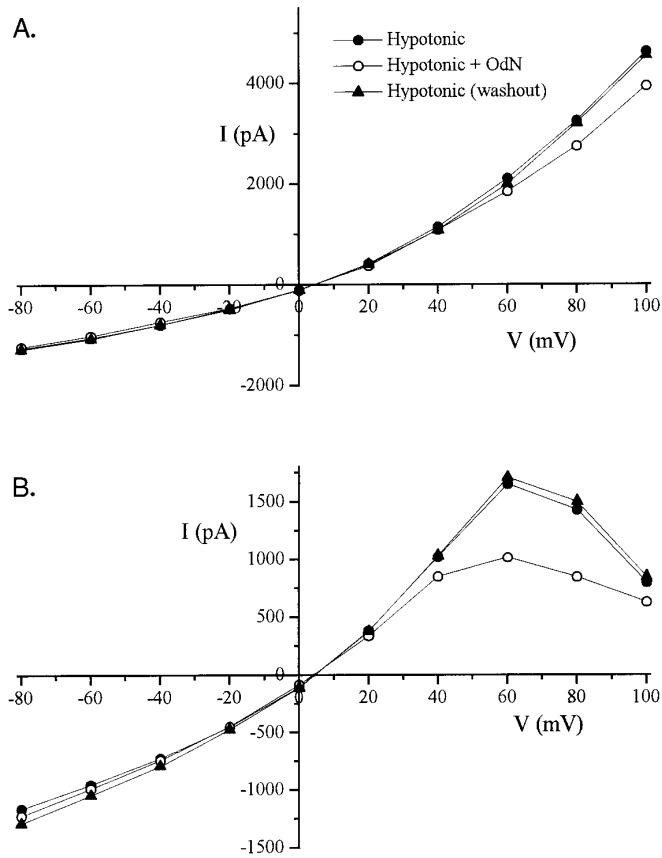 A.
Hypotonic
Hypotonic + OdN
Hypotonic (washout)
I (pA)
4000
2000
0
-2000
-80 -60 -40 -20 0 20 40 60 80 100
V (mV)
B.
I (pA)
1500
1000
500
0
-500
-1000
-1500
-80 -60 -40 -20 0 20 40 60 80 100
V (mV)